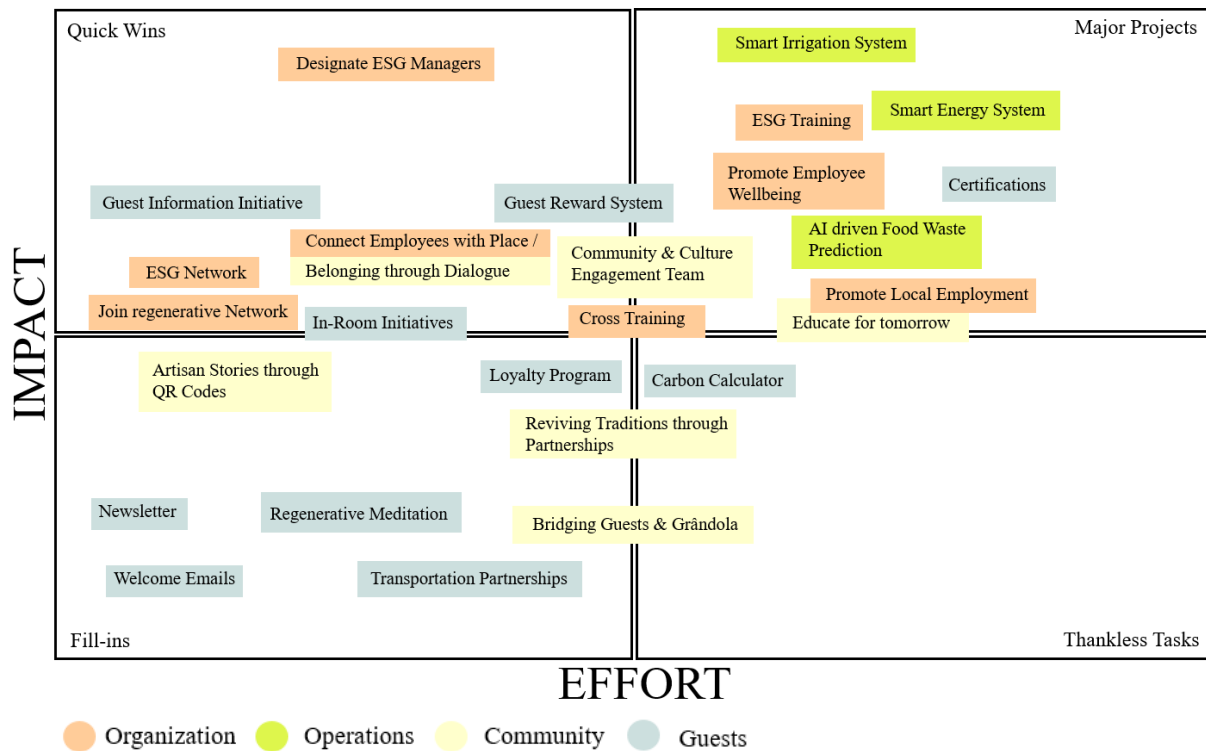 Quick Wins
Major Projects
Designate ESG Managers
Smart Irrigation System
Smart Energy System
ESG Training
Promote Employee
Wellbeing
Certifications
Guest Information Initiative
Guest Reward System
AI driven Food Waste
Prediction
Connect Employees with Place /
Belonging through Dialogue
Community & Culture
Engagement Team
ESG Network
Promote Local Employment
Join regenerative Network
In-Room Initiatives
Cross Training
Educate for tomorrow
IMPACT
Artisan Stories through
QR Codes
Loyalty Program
Carbon Calculator
Reviving Traditions through
Partnerships
Newsletter
Regenerative Meditation
Bridging Guests & Grândola
Welcome Emails
Transportation Partnerships
Fill-ins
Thankless Tasks
EFFORT
Organization
Operations
Community
Guests